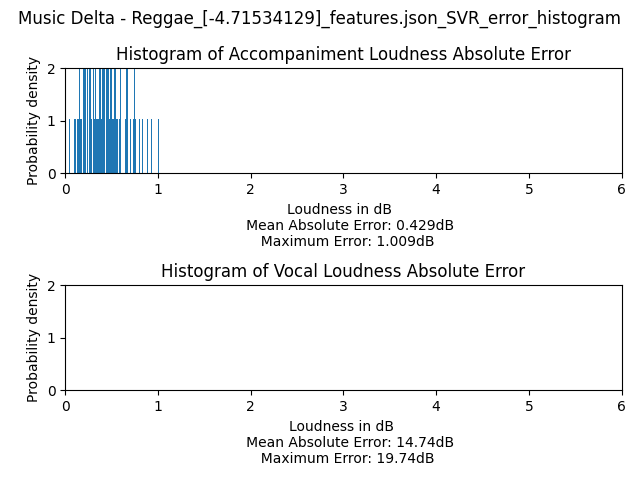 Music Delta - Reggae_[-4.71534129]_features.json_SVR_error_histogram
Histogram of Accompaniment Loudness Absolute Error
Probability density
2
1
0
0 1 2 3 4 5 6
Loudness in dB
Mean Absolute Error: 0.429dB
Maximum Error: 1.009dB
Histogram of Vocal Loudness Absolute Error
Probability density
2
1
0
0 1 2 3 4 5 6
Loudness in dB
Mean Absolute Error: 14.74dB
Maximum Error: 19.74dB